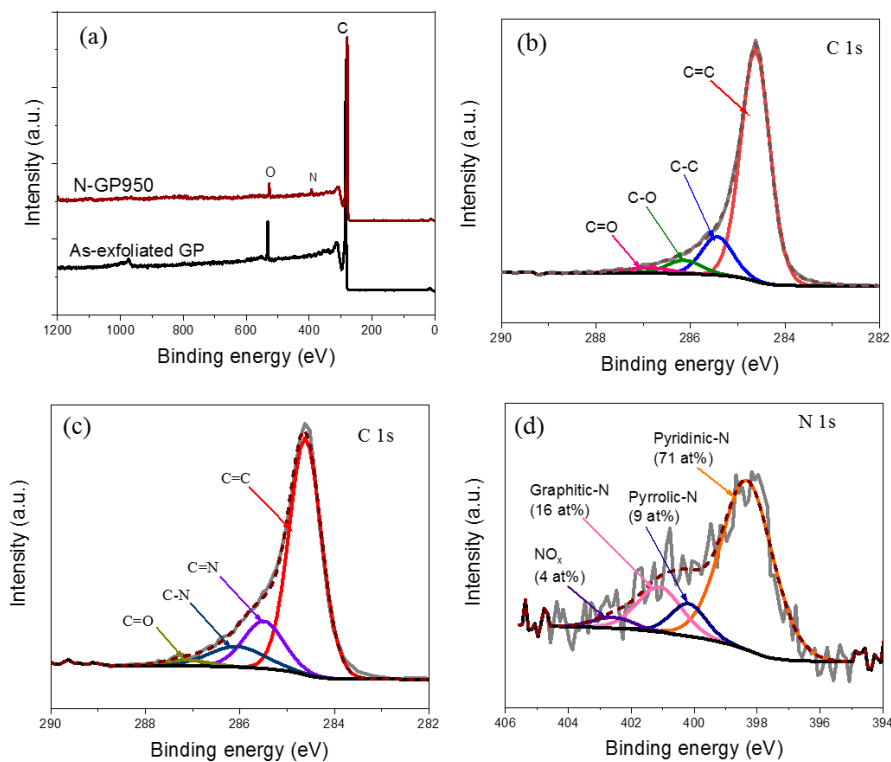 (a)
C
O
N
N-GP950
As-exfoliated GP
Intensity (a.u.)
1200 1000 800 600 400 200 0
Binding energy (eV)
(b)
C 1s
C=C
C-C
C-O
C=O
Intensity (a.u.)
290 288 286 284 282
Binding energy (eV)
(c)
C 1s
C=C
C=N
C-N
C=O
Intensity (a.u.)
290 288 286 284 282
Binding energy (eV)
(d)
N 1s
Pyridinic-N
(71 at%)
Graphitic-N
(16 at%)
Pyrrolic-N
(9 at%)
NOx
(4 at%)
Intensity (a.u.)
406 404 402 400 398 396 394
Binding energy (eV)